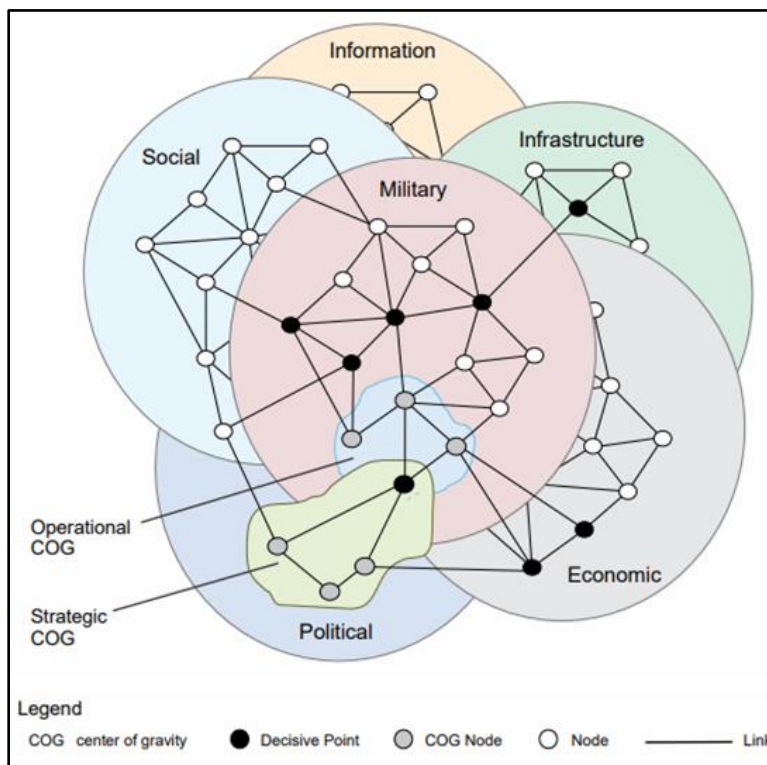 Information
Infrastructure
Social
Military
Operational
COG
Economic
Strategic
COG
Political
Legend
COG center of gravity Decisive Point COG Node Node Link